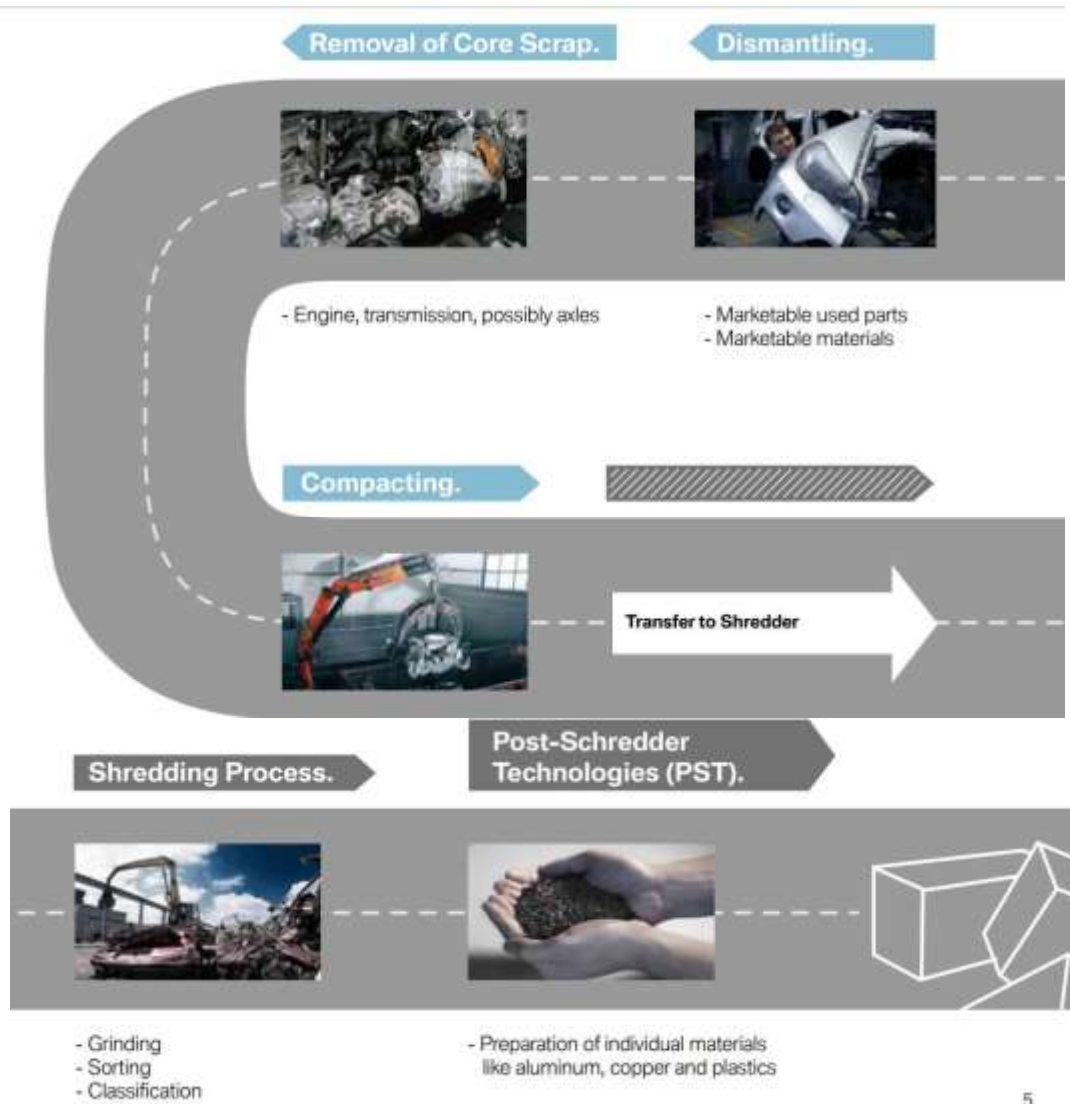 Removal of Core Scrap.
Dismantling.
- Engine, transmission, possibly axles
- Marketable used parts
- Marketable materials
Compacting.
Transfer to Shredder
Shredding Process.
Post-Schredder
Technologies (PST).
- Grinding
- Sorting
- Classification
- Preparation of individual materials
like aluminum, copper and plastics
5